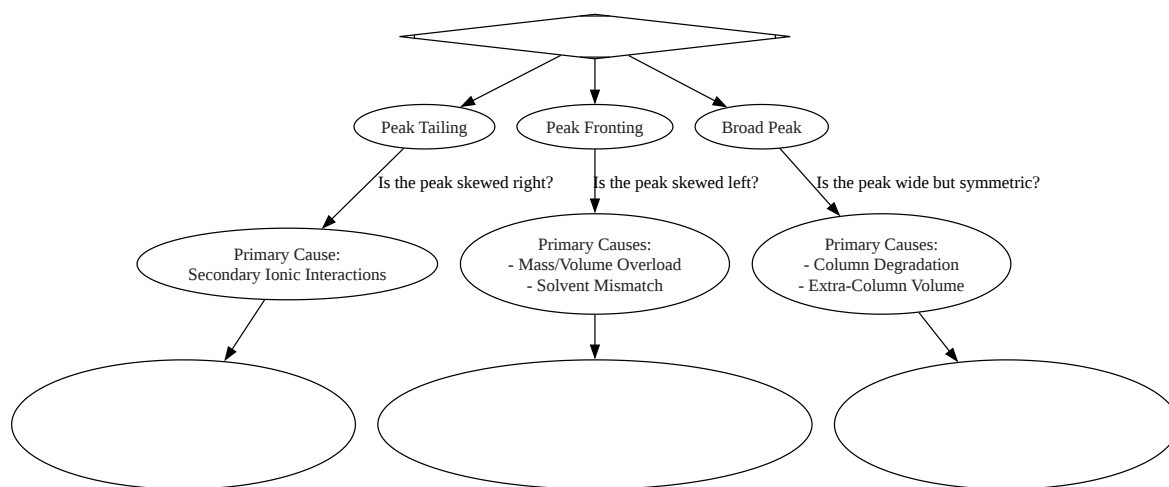 Peak Tailing
Peak Fronting
Broad Peak
Is the peak skewed right?
Is the peak skewed left?
Is the peak wide but symmetric?
Primary Cause:
Secondary Ionic Interactions
Primary Causes:
- Mass/Volume Overload
- Solvent Mismatch
Primary Causes:
- Column Degradation
- Extra-Column Volume